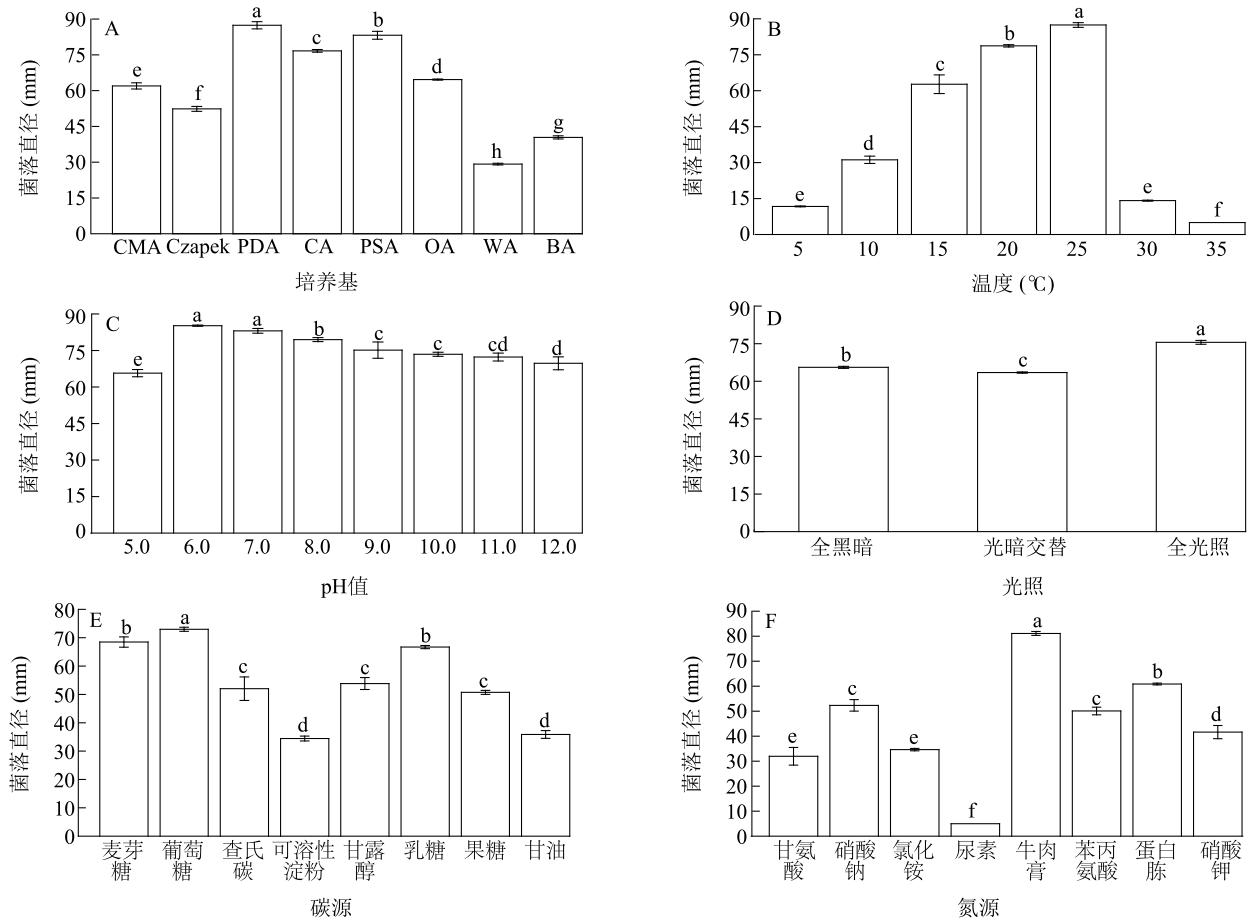 A
菌落直径 (mm)
90
75
60
45
30
15
0
e
f
a
c
b
d
h
g
CMA Czapek PDA CA PSA OA WA BA
培养基
B
菌落直径 (mm)
90
75
60
45
30
15
0
e
d
c
b
a
e
f
5 10 15 20 25 30 35
温度 (℃)
C
菌落直径 (mm)
90
75
60
45
30
15
0
e
a
a
b
c
c
cd
d
5.0 6.0 7.0 8.0 9.0 10.0 11.0 12.0
pH值
D
菌落直径 (mm)
90
75
60
45
30
15
0
b
c
a
全黑暗 光暗交替 全光照
光照
E
菌落直径 (mm)
80
70
60
50
40
30
20
10
0
b
a
c
d
c
b
c
d
麦芽
糖
葡萄
糖
查氏
碳
可溶性
淀粉
甘露
醇
乳糖
果糖
甘油
碳源
F
菌落直径 (mm)
90
80
70
60
50
40
30
20
10
0
e
c
e
f
a
c
b
d
甘氨
酸
硝酸
钠
氯化
铵
尿素
牛肉
膏
苯丙
氨酸
蛋白
胨
硝酸
钾
氮源